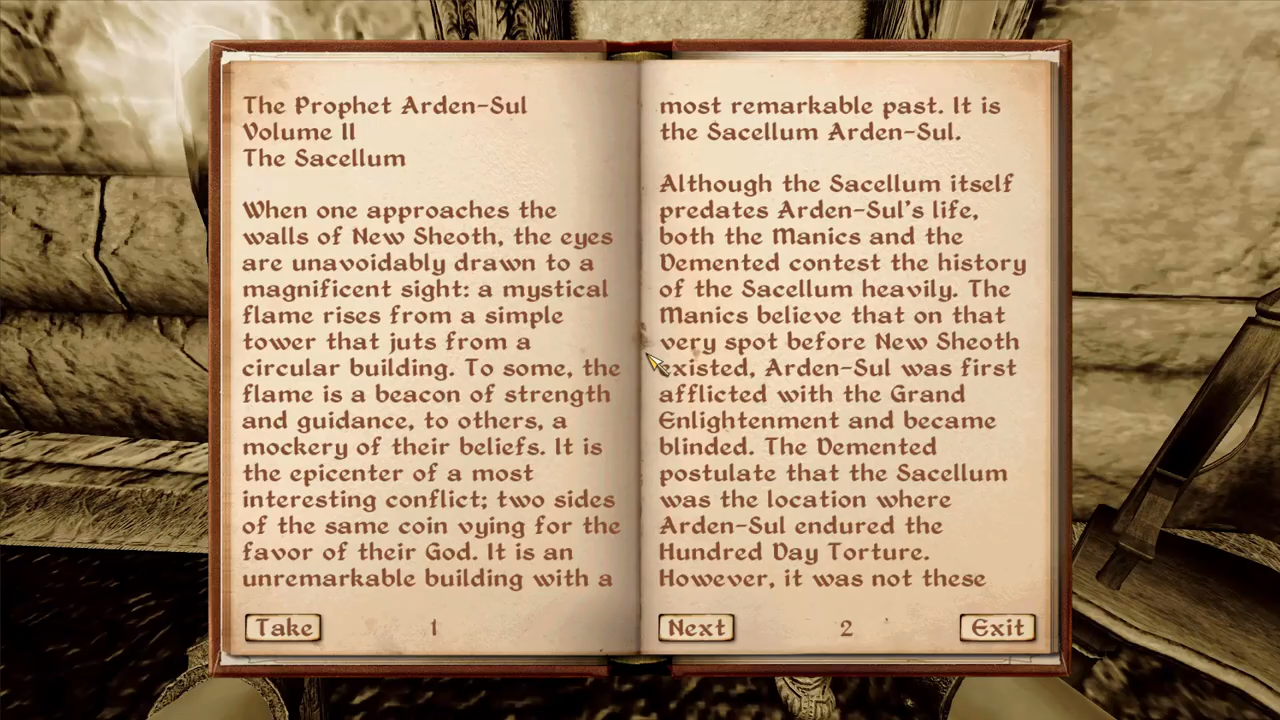 The Prophet Arden-Sul
Volume II
The Sacellum
When one approaches the
walls of New Sheoth, the eyes
are unavoidably drawn to a
magnificent sight: a mystical
flame rises from a simple
tower that juts from a
circular building. To some, the
flame is a beacon of strength
and guidance, to others, a
mockery of their beliefs. It is
the epicenter of a most
interesting conflict; two sides
of the same coin vying for the
favor of their God. It is an
unremarkable building with a
Take
1
most remarkable past. It is
the Sacellum Arden-Sul.
Although the Sacellum itself
predates Arden-Sul's life,
both the Manics and the
Demented contest the history
of the Sacellum heavily. The
Manics believe that on that
very spot before New Sheoth
existed, Arden-Sul was first
afflicted with the Grand
Enlightenment and became
blinded. The Demented
postulate that the Sacellum
was the location where
Arden-Sul endured the
Hundred Day Torture.
However, it was not these
Next
2
Exit